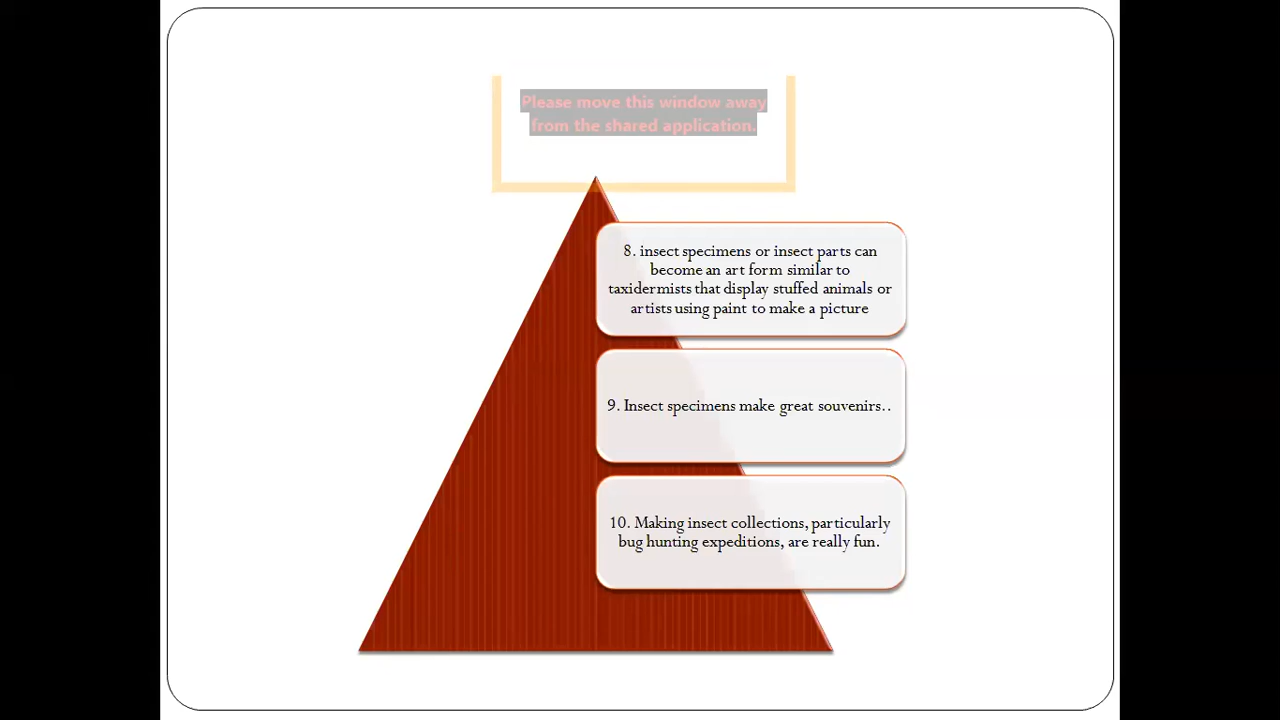 Please move this window away
from the shared application.
8. insect specimens or insect parts can
become an art form similar to
taxidermists that display stuffed animals or
artists using paint to make a picture
9. Insect specimens make great souvenirs..
10. Making insect collections, particularly
bug hunting expeditions, are really fun.